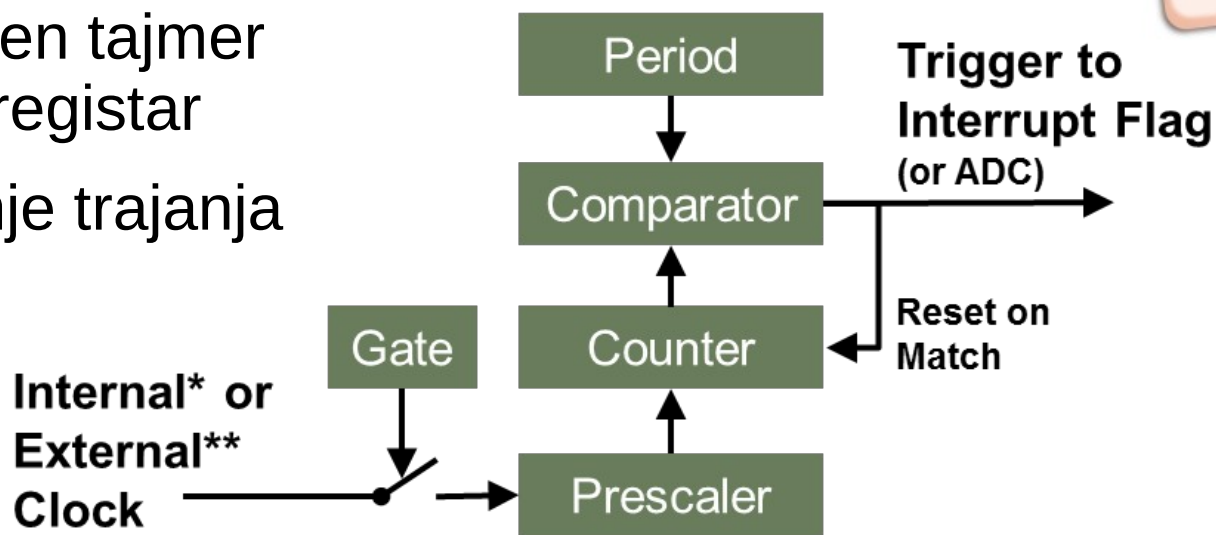 en tajmer
registar
je trajanja
Period
Trigger to
Interrupt Flag
(or ADC)
Comparator
Reset on
Match
Gate
Counter
Internal* or
External**
Clock
Prescaler